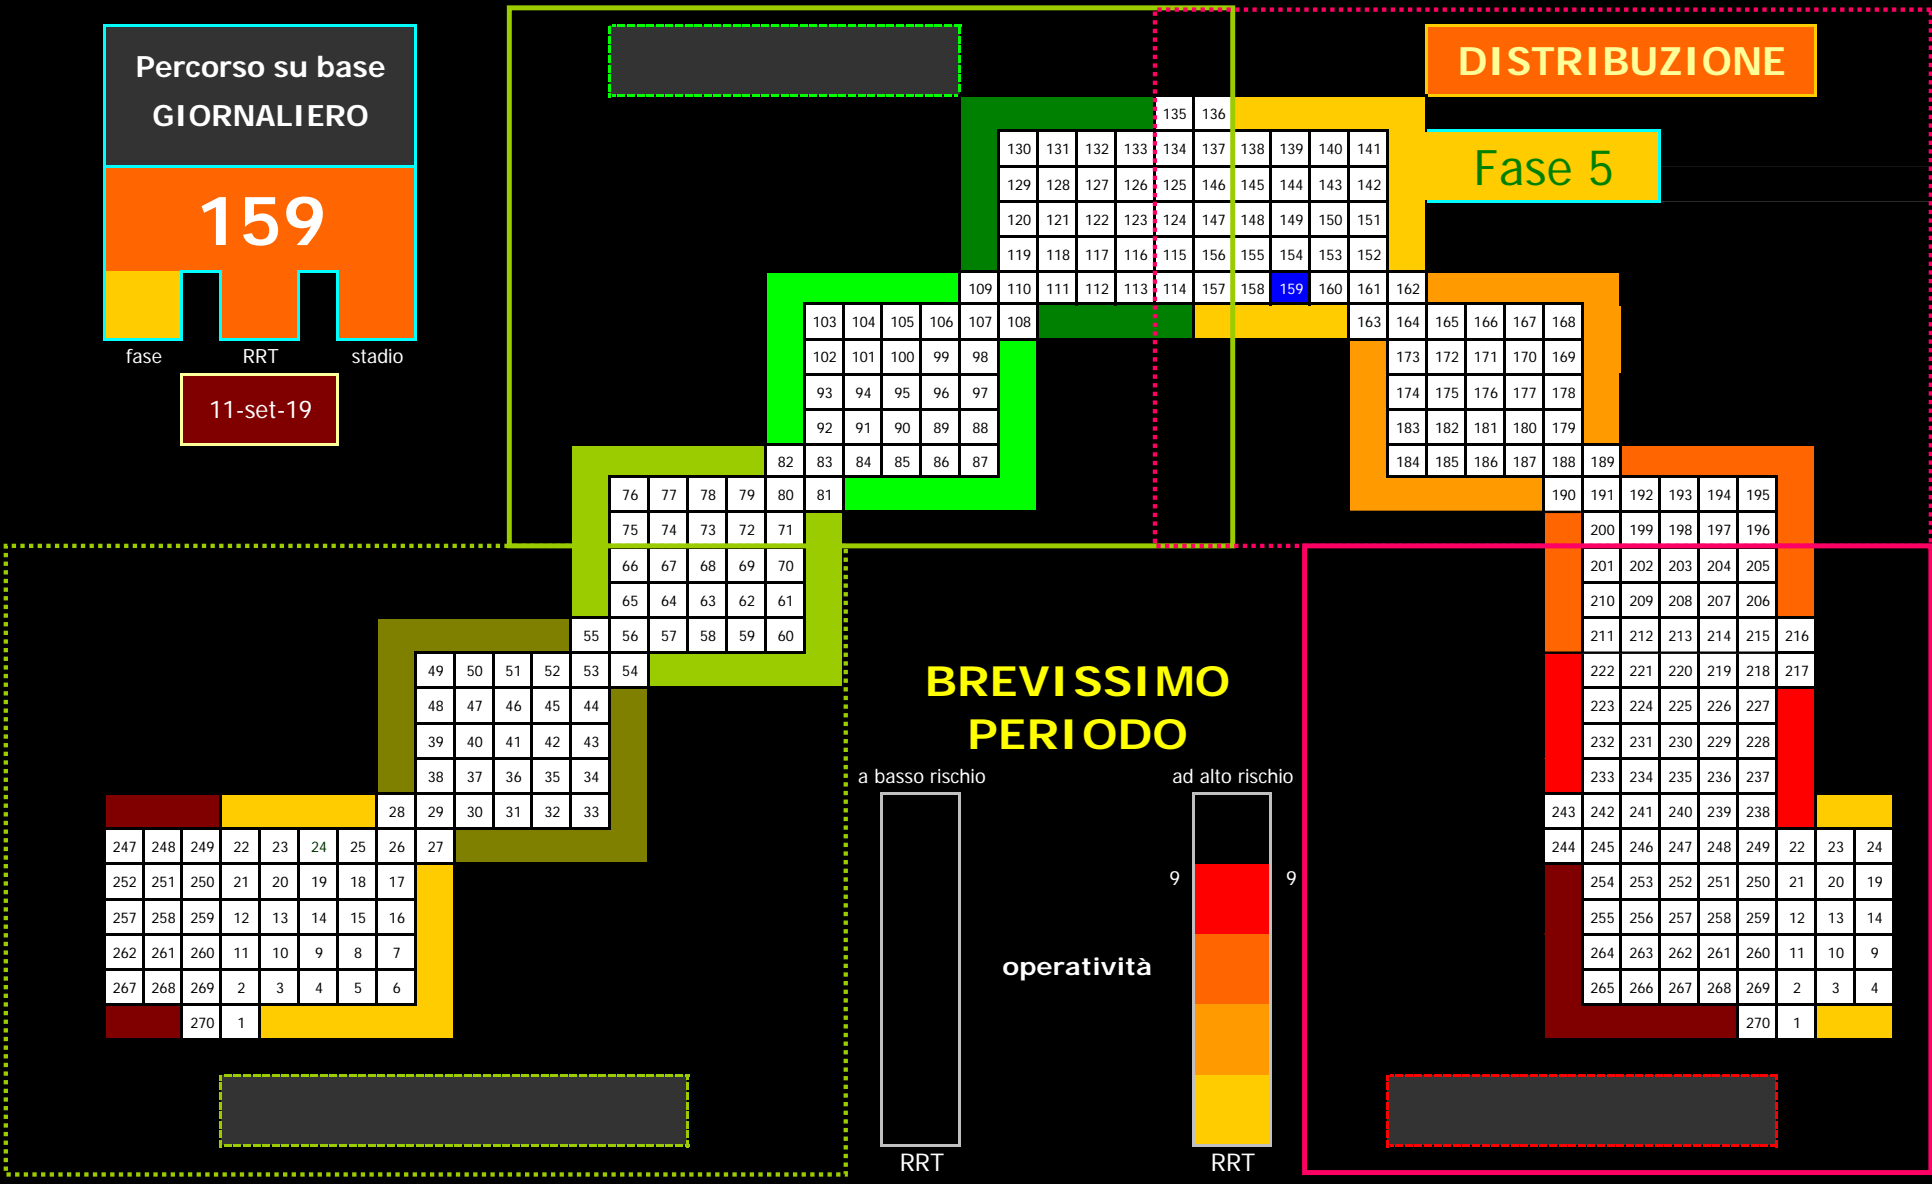 Percorso su base
GIORNALIERO
159
fase RRT stadio
11-set-19
DISTRIBUZIONE
Fase 5
135 136
130 131 132 133 134 137 138 139 140 141
129 128 127 126 125 146 145 144 143 142
120 121 122 123 124 147 148 149 150 151
119 118 117 116 115 156 155 154 153 152
109 110 111 112 113 114 157 158 159 160 161 162
103 104 105 106 107 108 163 164 165 166 167 168
102 101 100 99 98 173 172 171 170 169
93 94 95 96 97 174 175 176 177 178
92 91 90 89 88 183 182 181 180 179
82 83 84 85 86 87 184 185 186 187 188 189
76 77 78 79 80 81 190 191 192 193 194 195
75 74 73 72 71 200 199 198 197 196
66 67 68 69 70 201 202 203 204 205
65 64 63 62 61 210 209 208 207 206
55 56 57 58 59 60 211 212 213 214 215 216
49 50 51 52 53 54 222 221 220 219 218 217
48 47 46 45 44 223 224 225 226 227
39 40 41 42 43 232 231 230 229 228
38 37 36 35 34 233 234 235 236 237
28 29 30 31 32 33 243 242 241 240 239 238
247 248 249 22 23 24 25 26 27 244 245 246 247 248 249 22 23 24
252 251 250 21 20 19 18 17 254 253 252 251 250 21 20 19
257 258 259 12 13 14 15 16 255 256 257 258 259 12 13 14
262 261 260 11 10 9 8 7 264 263 262 261 260 11 10 9
267 268 269 2 3 4 5 6 265 266 267 268 269 2 3 4
270 1 270 1
BREVISSIMO
PERIODO
a basso rischio ad alto rischio
9 9
operatività
RRT RRT